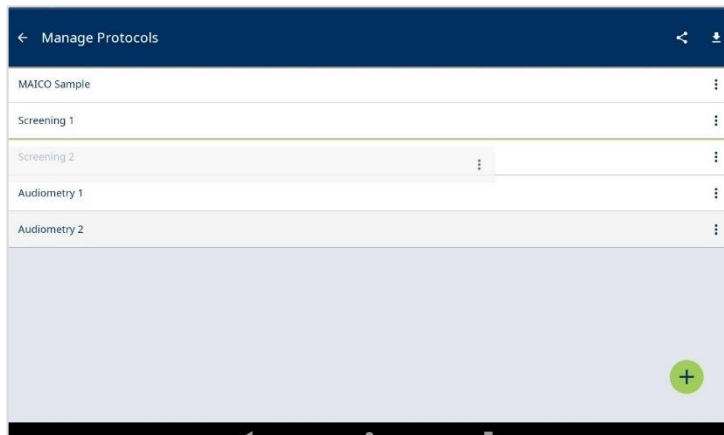 Manage Protocols
MAICO Sample
Screening 1
Screening 2
Audiometry 1
Audiometry 2